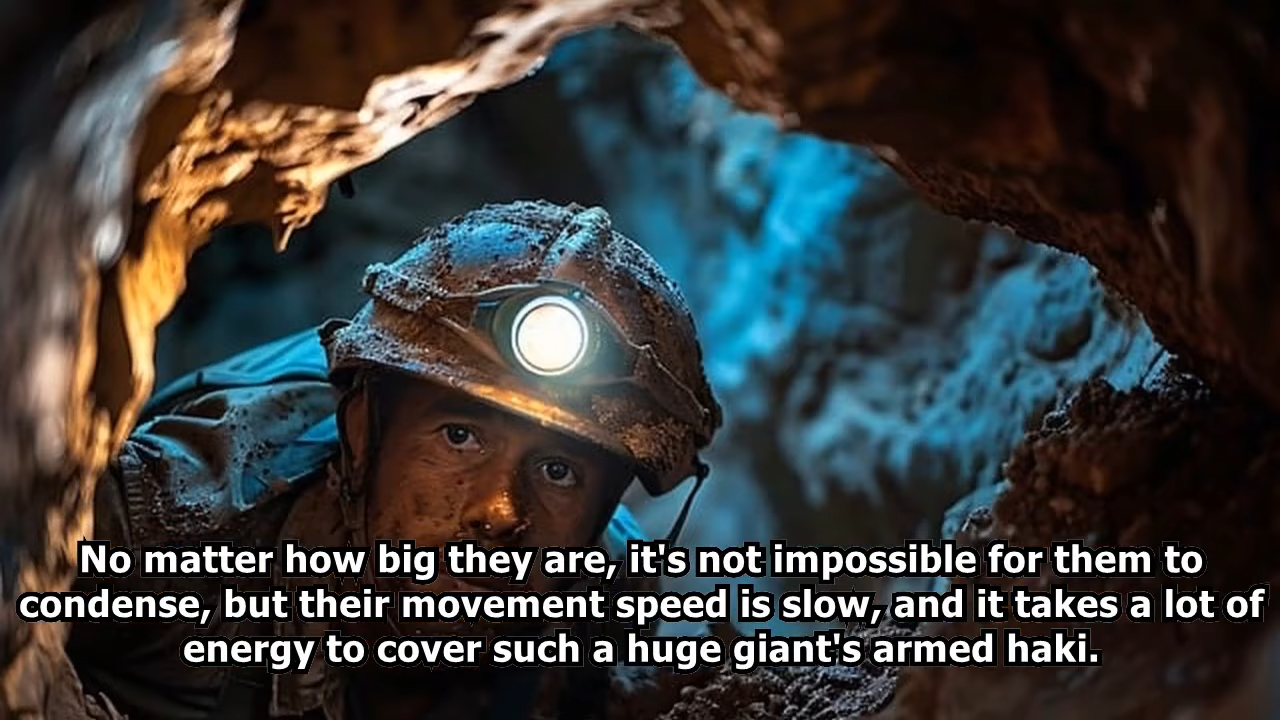 No matter how big they are, it's not impossible for them to
condense, but their movement speed is slow, and it takes a lot of
energy to cover such a huge giant's armed haki.